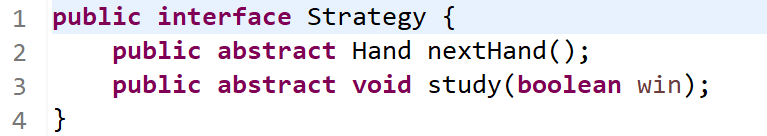 1 public interface Strategy {
2     public abstract Hand nextHand();
3     public abstract void study(boolean win);
4 }